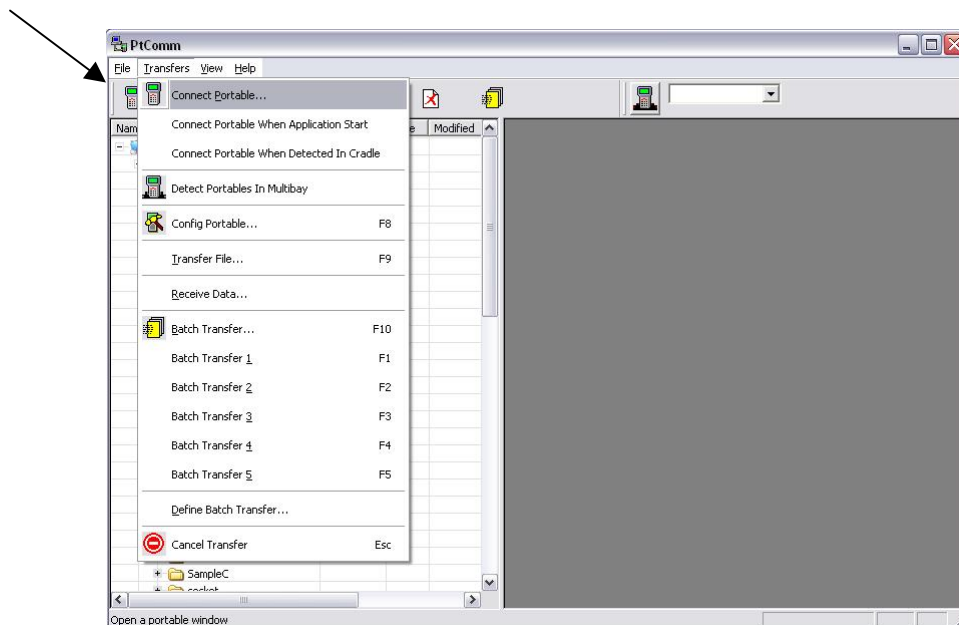 PtComm
File Transfers View Help
Connect Portable...
Connect Portable When Application Start
Modified
Connect Portable When Detected In Cradle
Detect Portables In Multibay
Config Portable... F8
Transfer File... F9
Receive Data...
Batch Transfer... F10
Batch Transfer 1 F1
Batch Transfer 2 F2
Batch Transfer 3 F3
Batch Transfer 4 F4
Batch Transfer 5 F5
Define Batch Transfer...
Cancel Transfer Esc
SampleC
Open a portable window